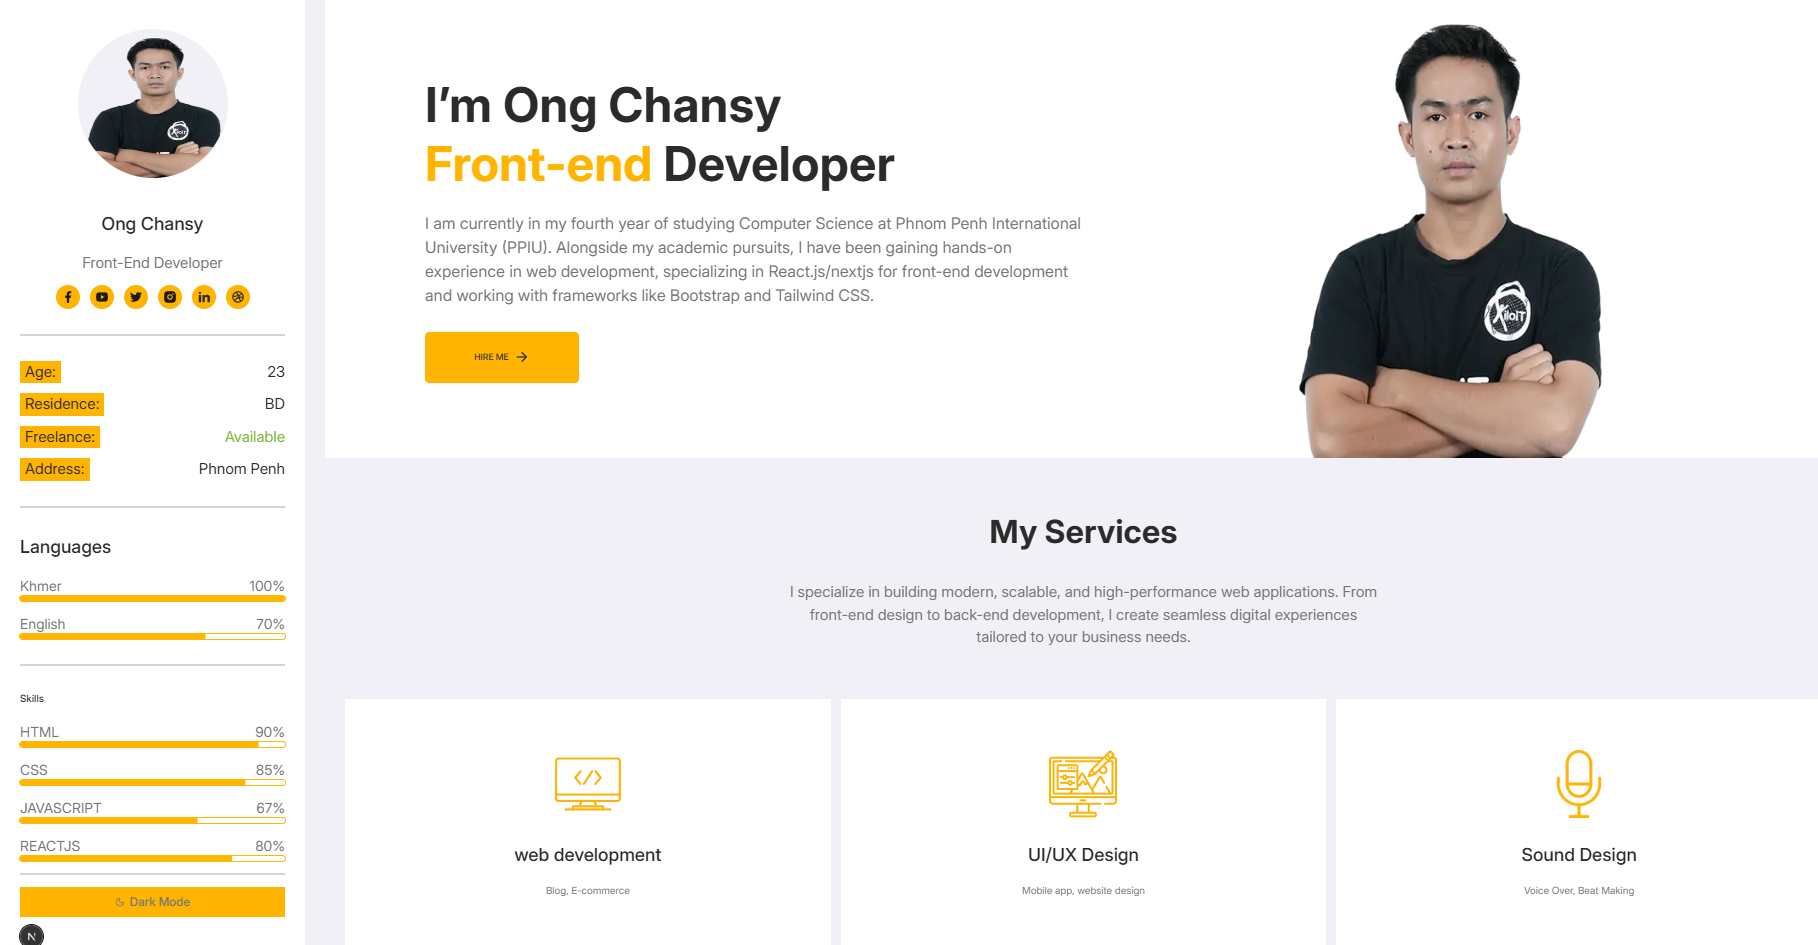 Ong Chansy
Front-End Developer
Age: 23
Residence: BD
Freelance: Available
Address: Phnom Penh
Languages
Khmer 100%
English 70%
Skills
HTML 90%
CSS 85%
JAVASCRIPT 67%
REACTJS 80%
Dark Mode
N
I’m Ong Chansy
Front-end Developer
I am currently in my fourth year of studying Computer Science at Phnom Penh International
University (PPIU). Alongside my academic pursuits, I have been gaining hands-on
experience in web development, specializing in React.js/nextjs for front-end development
and working with frameworks like Bootstrap and Tailwind CSS.
HIRE ME
XiloIT
My Services
I specialize in building modern, scalable, and high-performance web applications. From
front-end design to back-end development, I create seamless digital experiences
tailored to your business needs.
web development
Blog, E-commerce
UI/UX Design
Mobile app, website design
Sound Design
Voice Over, Beat Making